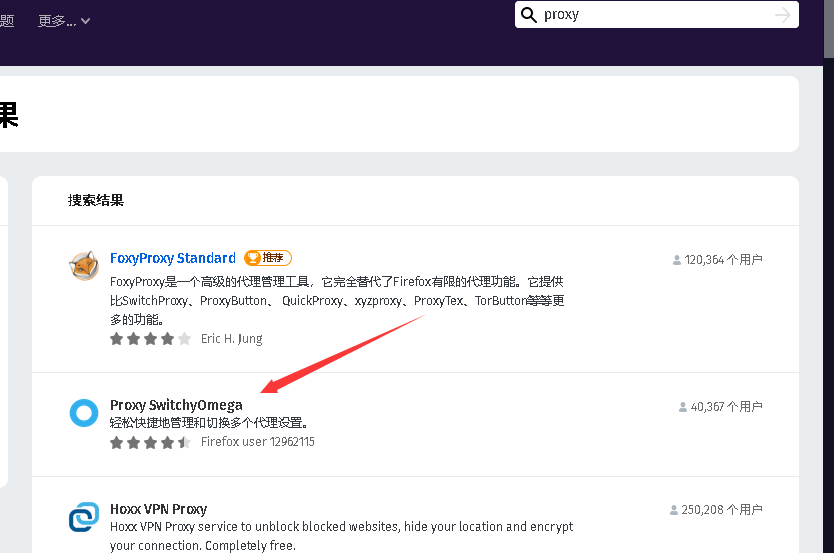 题 更多...
proxy
果
搜索结果
FoxyProxy Standard 推荐
120,364 个用户
FoxyProxy是一个高级的代理管理工具，它完全替代了Firefox有限的代理功能。它提供
比SwitchProxy、ProxyButton、 QuickProxy、xyzproxy、ProxyTex、TorButton等等更
多的功能。
Eric H. Jung
Proxy SwitchyOmega
40,367 个用户
轻松快捷地管理和切换多个代理设置。
Firefox user 12962115
Hoxx VPN Proxy
250,208 个用户
Hoxx VPN Proxy service to unblock blocked websites, hide your location and encrypt
your connection. Completely free.